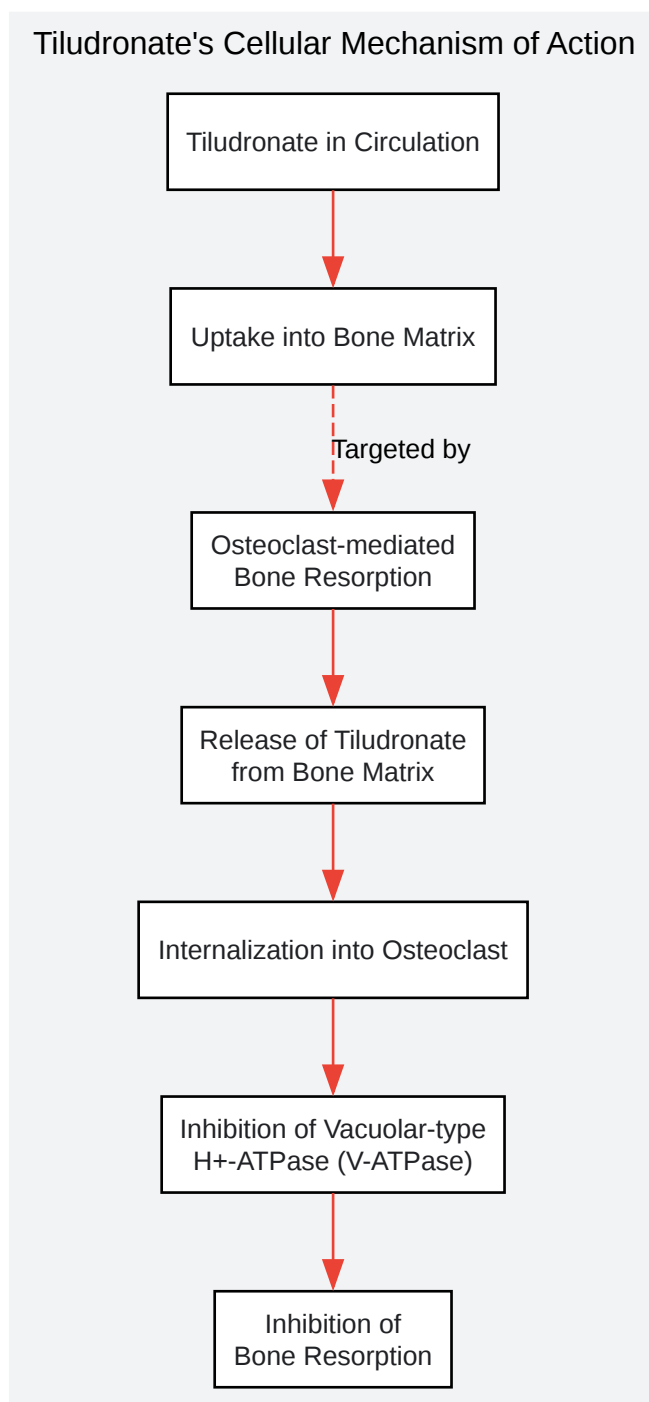 Tiludronate's Cellular Mechanism of Action
Tiludronate in Circulation
Uptake into Bone Matrix
Targeted by
Osteoclast-mediated
Bone Resorption
Release of Tiludronate
from Bone Matrix
Internalization into Osteoclast
Inhibition of Vacuolar-type
H+-ATPase (V-ATPase)
Inhibition of
Bone Resorption